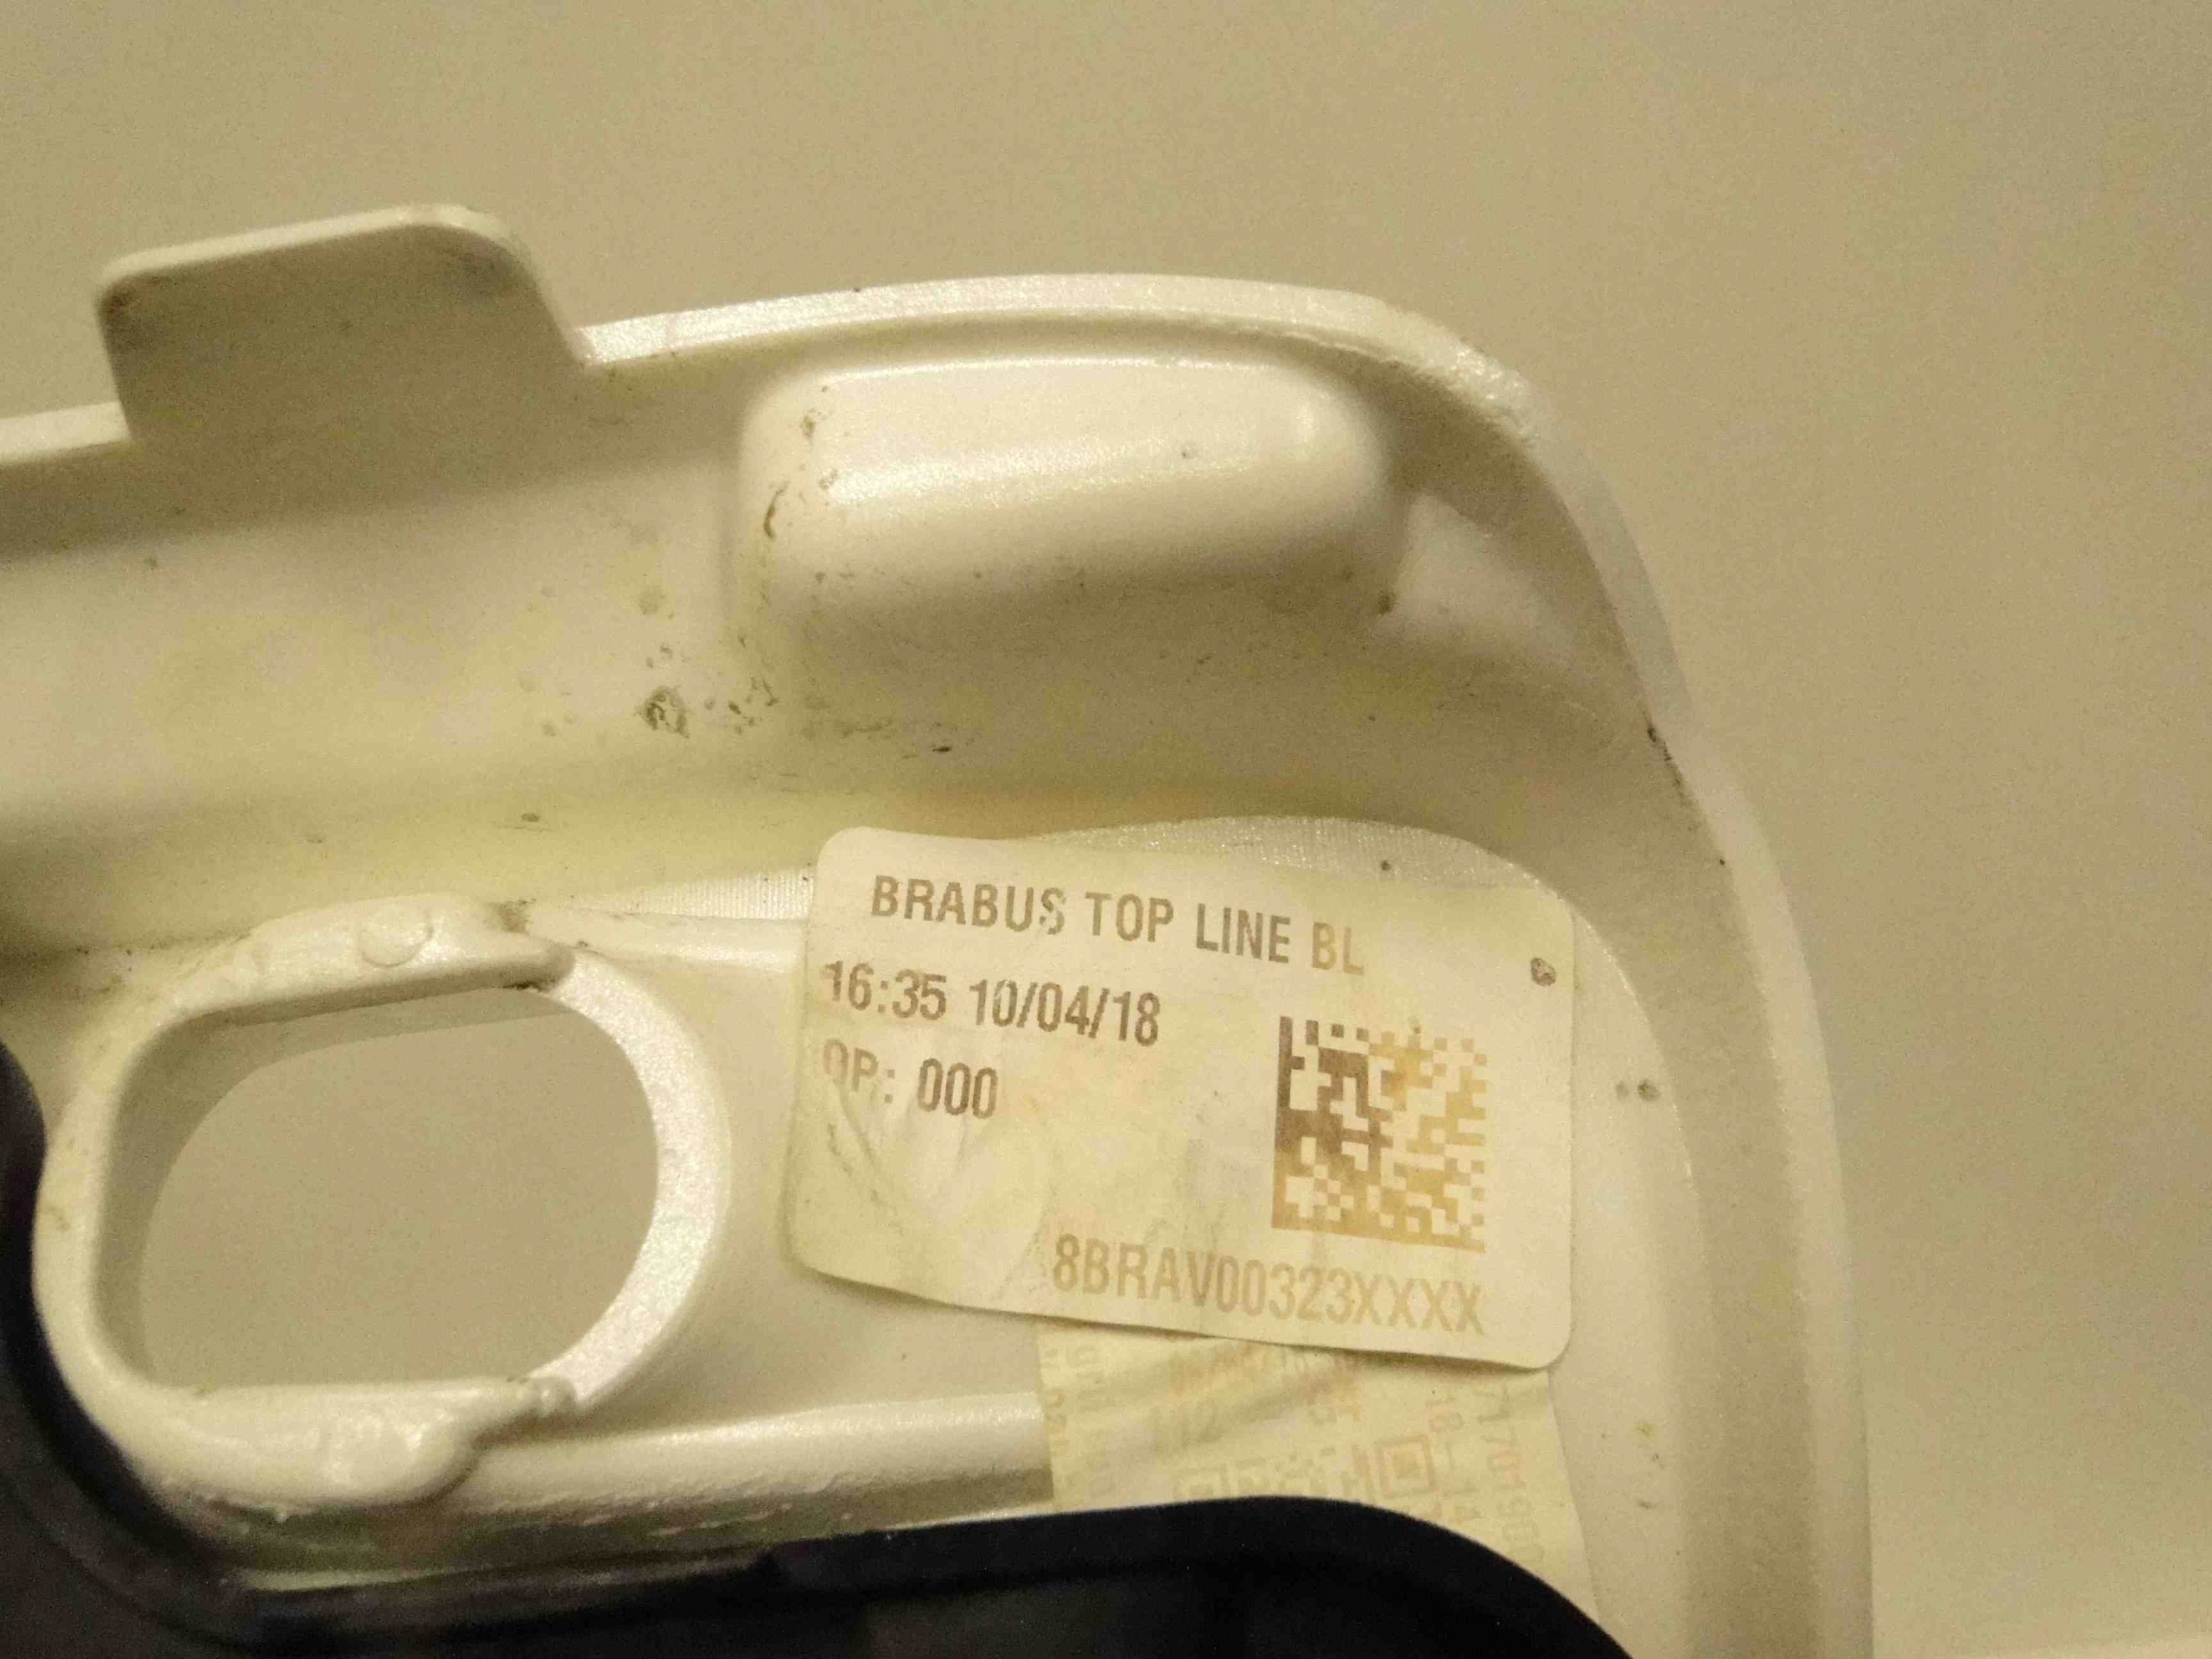 BRABUS TOP LINE BL
16:35 10/04/18
OP: 000
8BRAV00323XXXX